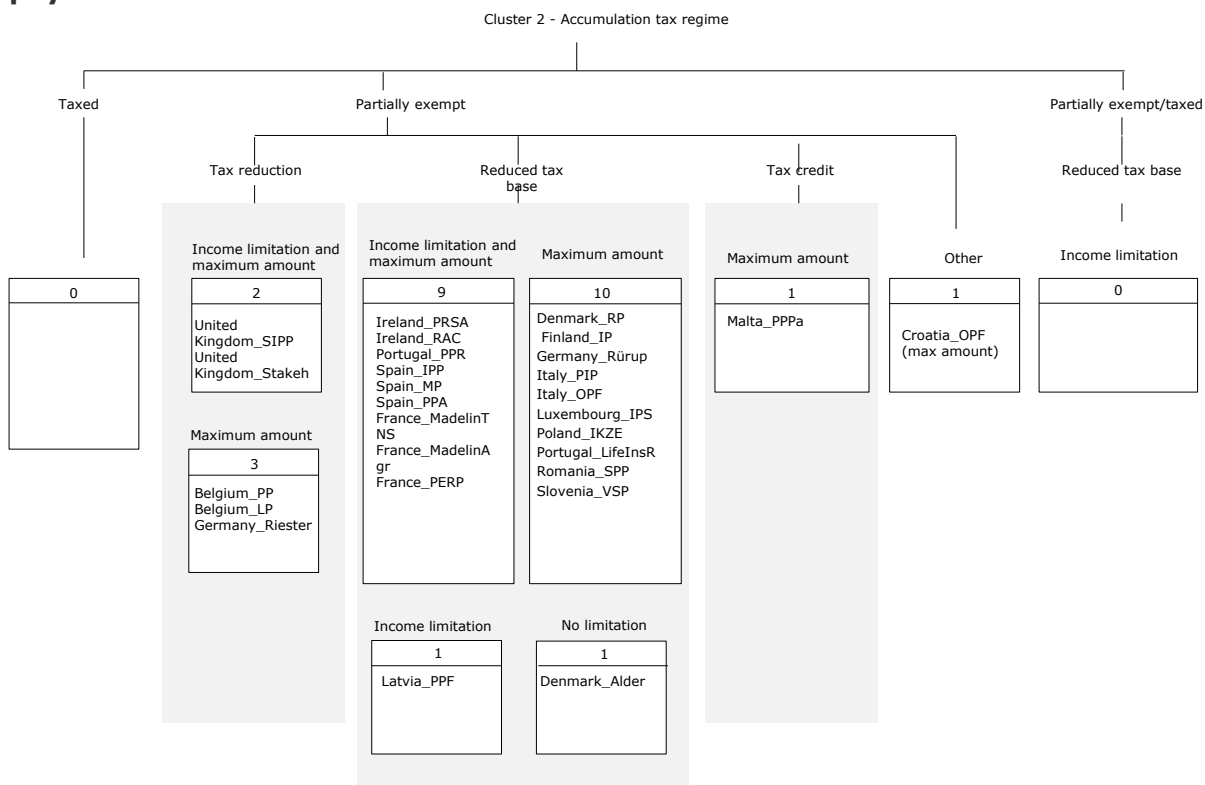 Cluster 2 - Accumulation tax regime
Taxed
Partially exempt
Partially exempt/taxed
Tax reduction
Reduced tax
base
Tax credit
Reduced tax base
Income limitation and
maximum amount
Income limitation and
maximum amount
Maximum amount
Maximum amount
Other
Income limitation
0
2
United
Kingdom_SIPP
United
Kingdom_Stakeh
9
Ireland_PRSA
Ireland_RAC
Portugal_PPR
Spain_IPP
Spain_MP
Spain_PPA
France_MadelinT
NS
France_MadelinA
gr
France_PERP
10
Denmark_RP
Finland_IP
Germany_Rürup
Italy_PIP
Italy_OPF
Luxembourg_IPS
Poland_IKZE
Portugal_LifeInsR
Romania_SPP
Slovenia_VSP
1
Malta_PPPa
1
Croatia_OPF
(max amount)
0
Maximum amount
3
Belgium_PP
Belgium_LP
Germany_Riester
Income limitation
1
Latvia_PPF
No limitation
1
Denmark_Alder